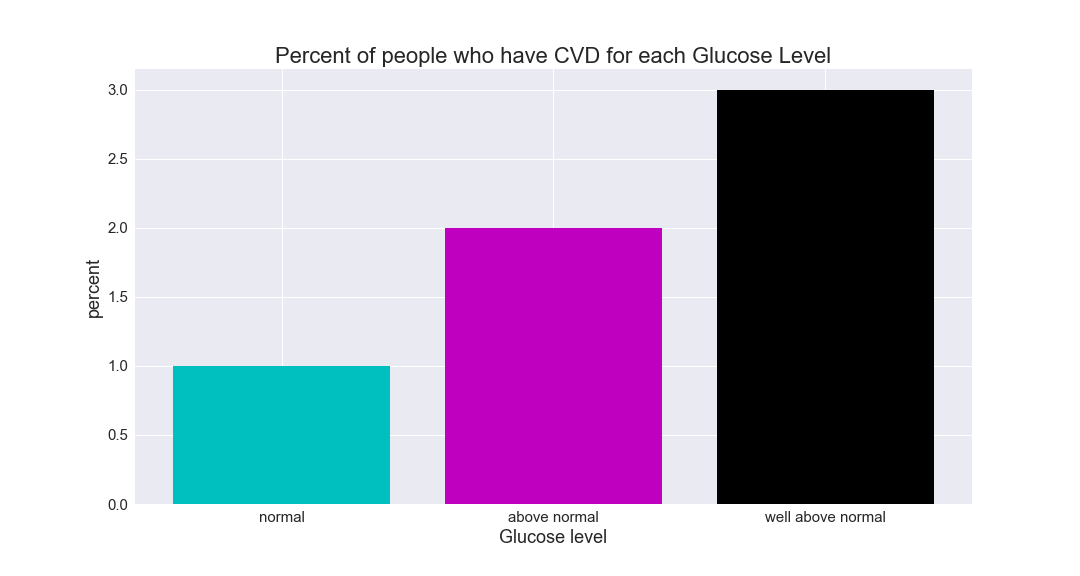 Percent of people who have CVD for each Glucose Level
3.0
2.5
2.0
1.5
1.0
0.5
0.0
percent
normal above normal well above normal
Glucose level